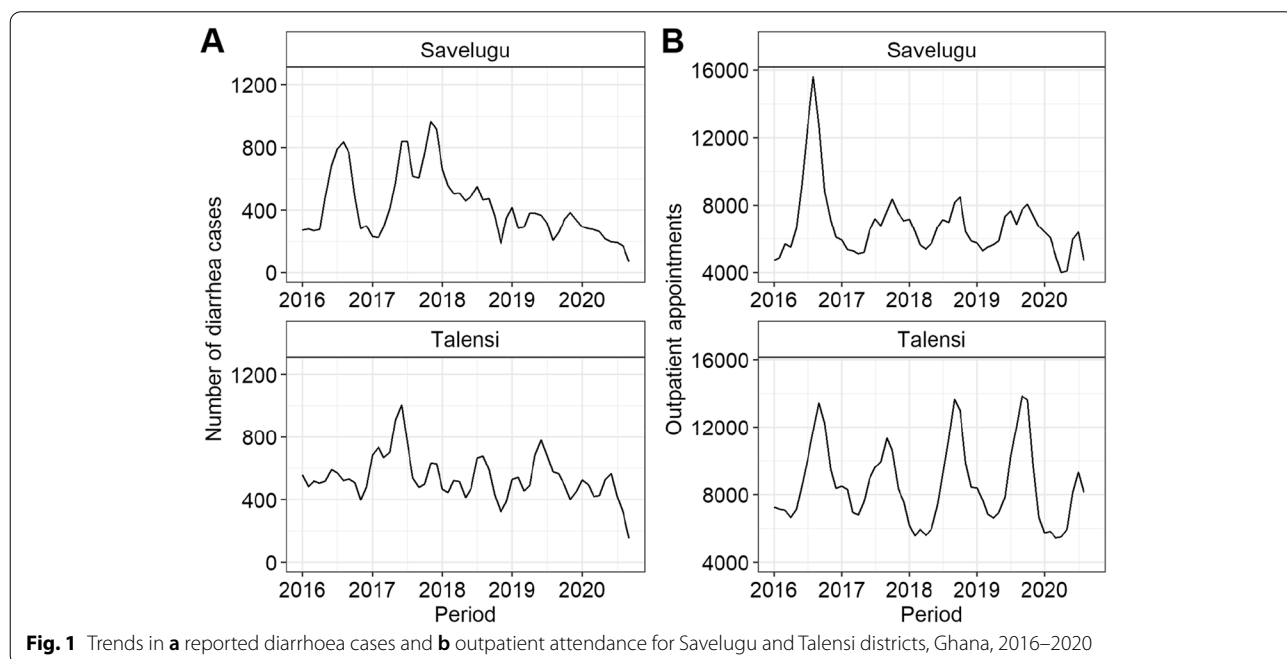 A
Savelugu
1200
800
400
0
2016 2017 2018 2019 2020
Talensi
1200
800
400
0
2016 2017 2018 2019 2020
Period
Number of diarrhea cases
B
Savelugu
16000
12000
8000
4000
2016 2017 2018 2019 2020
Talensi
16000
12000
8000
4000
2016 2017 2018 2019 2020
Period
Outpatient appointments
Fig. 1 Trends in a reported diarrhoea cases and b outpatient attendance for Savelugu and Talensi districts, Ghana, 2016–2020